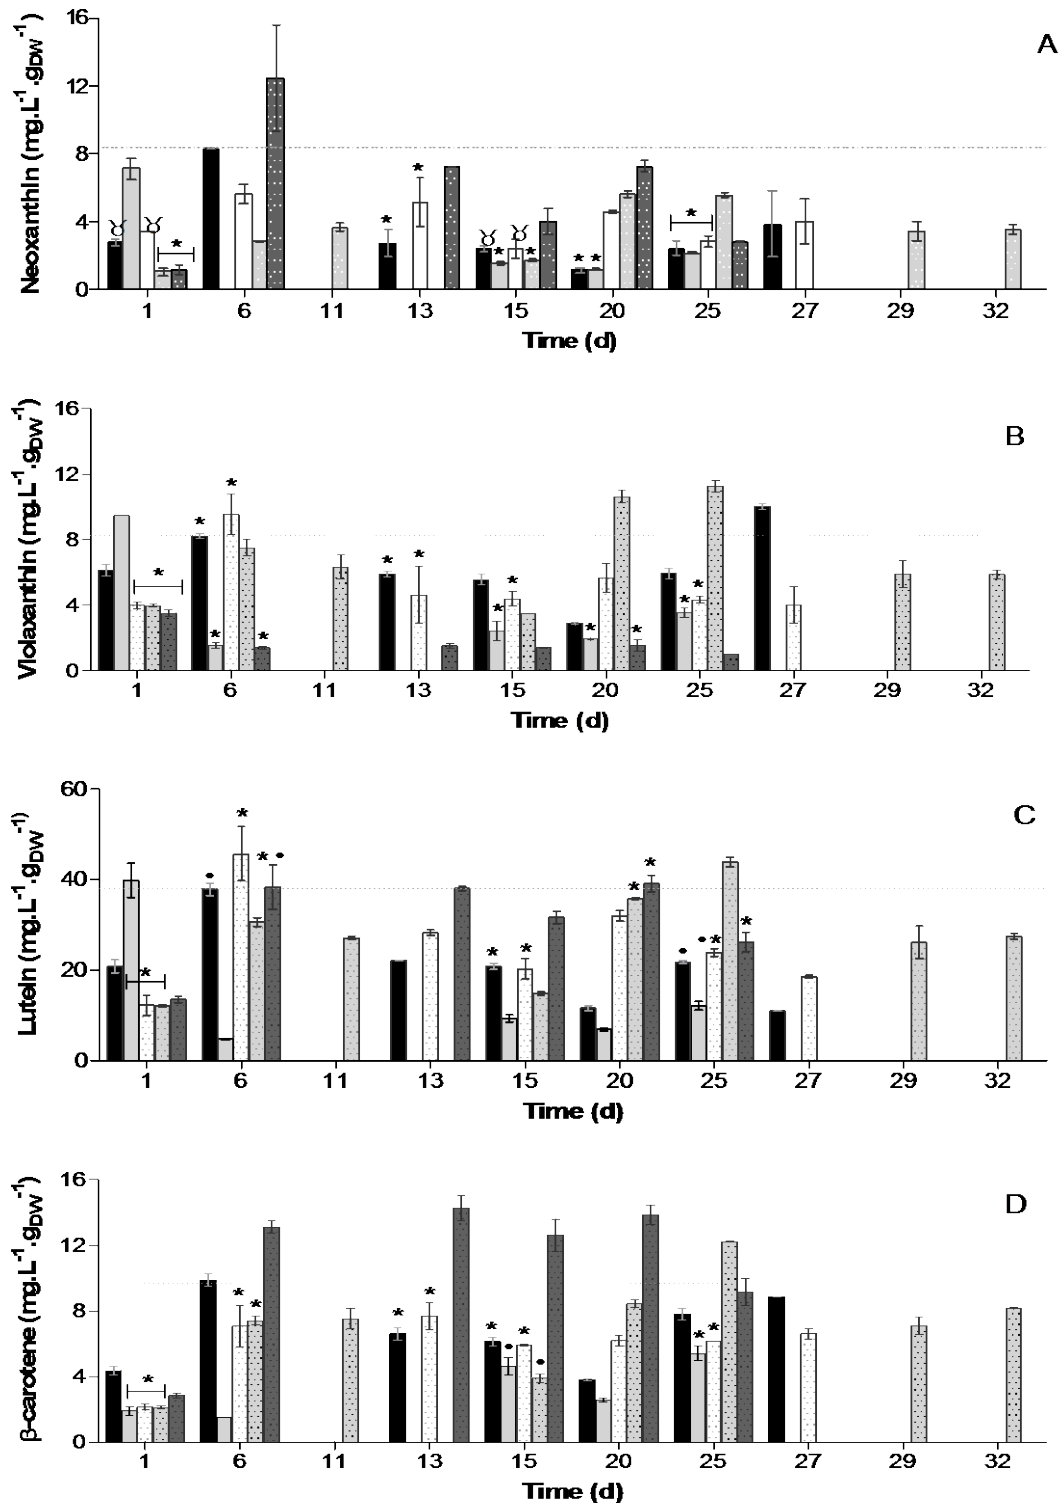 A
Neoxanthin (mg.L⁻¹.gDW⁻¹)
16
12
8
4
0
* * * * * * * * *
1 6 11 13 15 20 25 27 29 32
Time (d)
B
Violaxanthin (mg.L⁻¹.gDW⁻¹)
16
12
8
4
0
* * * * * * * * * * * *
1 6 11 13 15 20 25 27 29 32
Time (d)
C
Lutein (mg.L⁻¹.gDW⁻¹)
60
40
20
0
* • * * • * * * * • • * *
1 6 11 13 15 20 25 27 29 32
Time (d)
D
β-carotene (mg.L⁻¹.gDW⁻¹)
16
12
8
4
0
* * * * * * • * • * *
1 6 11 13 15 20 25 27 29 32
Time (d)